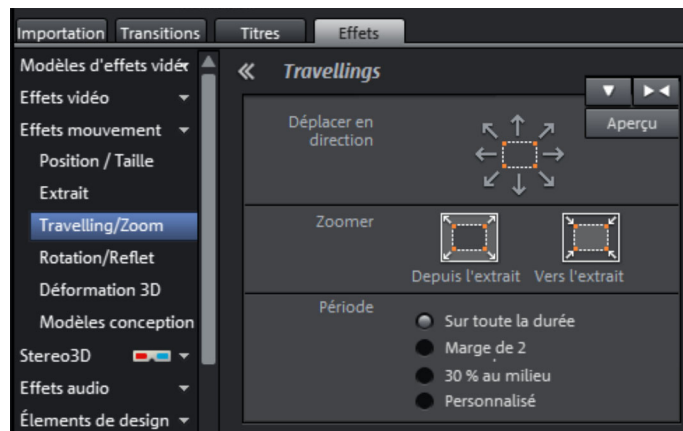 Importation Transitions Titres Effets
Modèles d'effets vidéo
Effets vidéo
Effets mouvement
Position / Taille
Extrait
Travelling/Zoom
Rotation/Reflet
Déformation 3D
Modèles conception
Stereo3D
Effets audio
Élements de design
Travellings
Aperçu
Déplacer en
direction
Zoomer
Depuis l'extrait Vers l'extrait
Période
Sur toute la durée
Marge de 2
30 % au milieu
Personnalisé